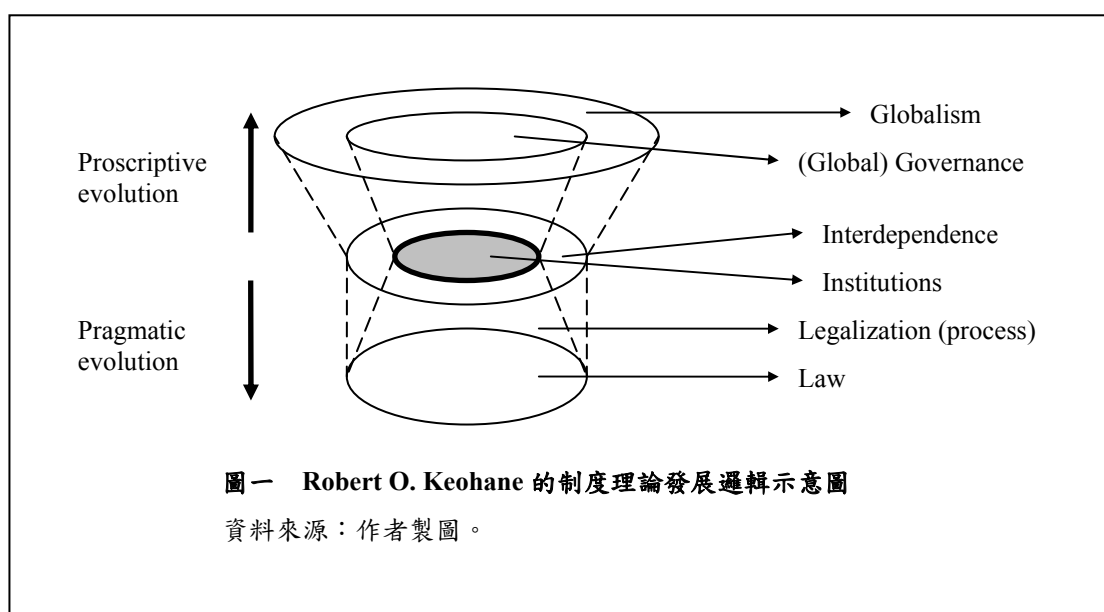 Globalism
Proscriptive
evolution
(Global) Governance
Interdependence
Institutions
Pragmatic
evolution
Legalization (process)
Law
圖一 Robert O. Keohane 的制度理論發展邏輯示意圖
資料來源：作者製圖。